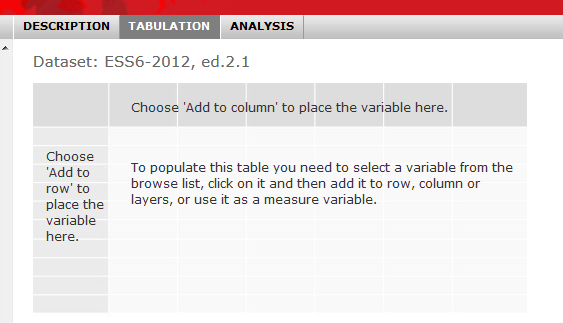 DESCRIPTION TABULATION ANALYSIS
Dataset: ESS6-2012, ed.2.1
Choose 'Add to column' to place the variable here.
Choose
'Add to
row' to
place the
variable
here.
To populate this table you need to select a variable from the
browse list, click on it and then add it to row, column or
layers, or use it as a measure variable.